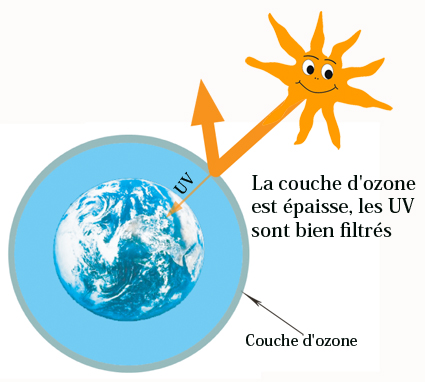 UV
La couche d'ozone
est épaisse, les UV
sont bien filtrés
Couche d'ozone